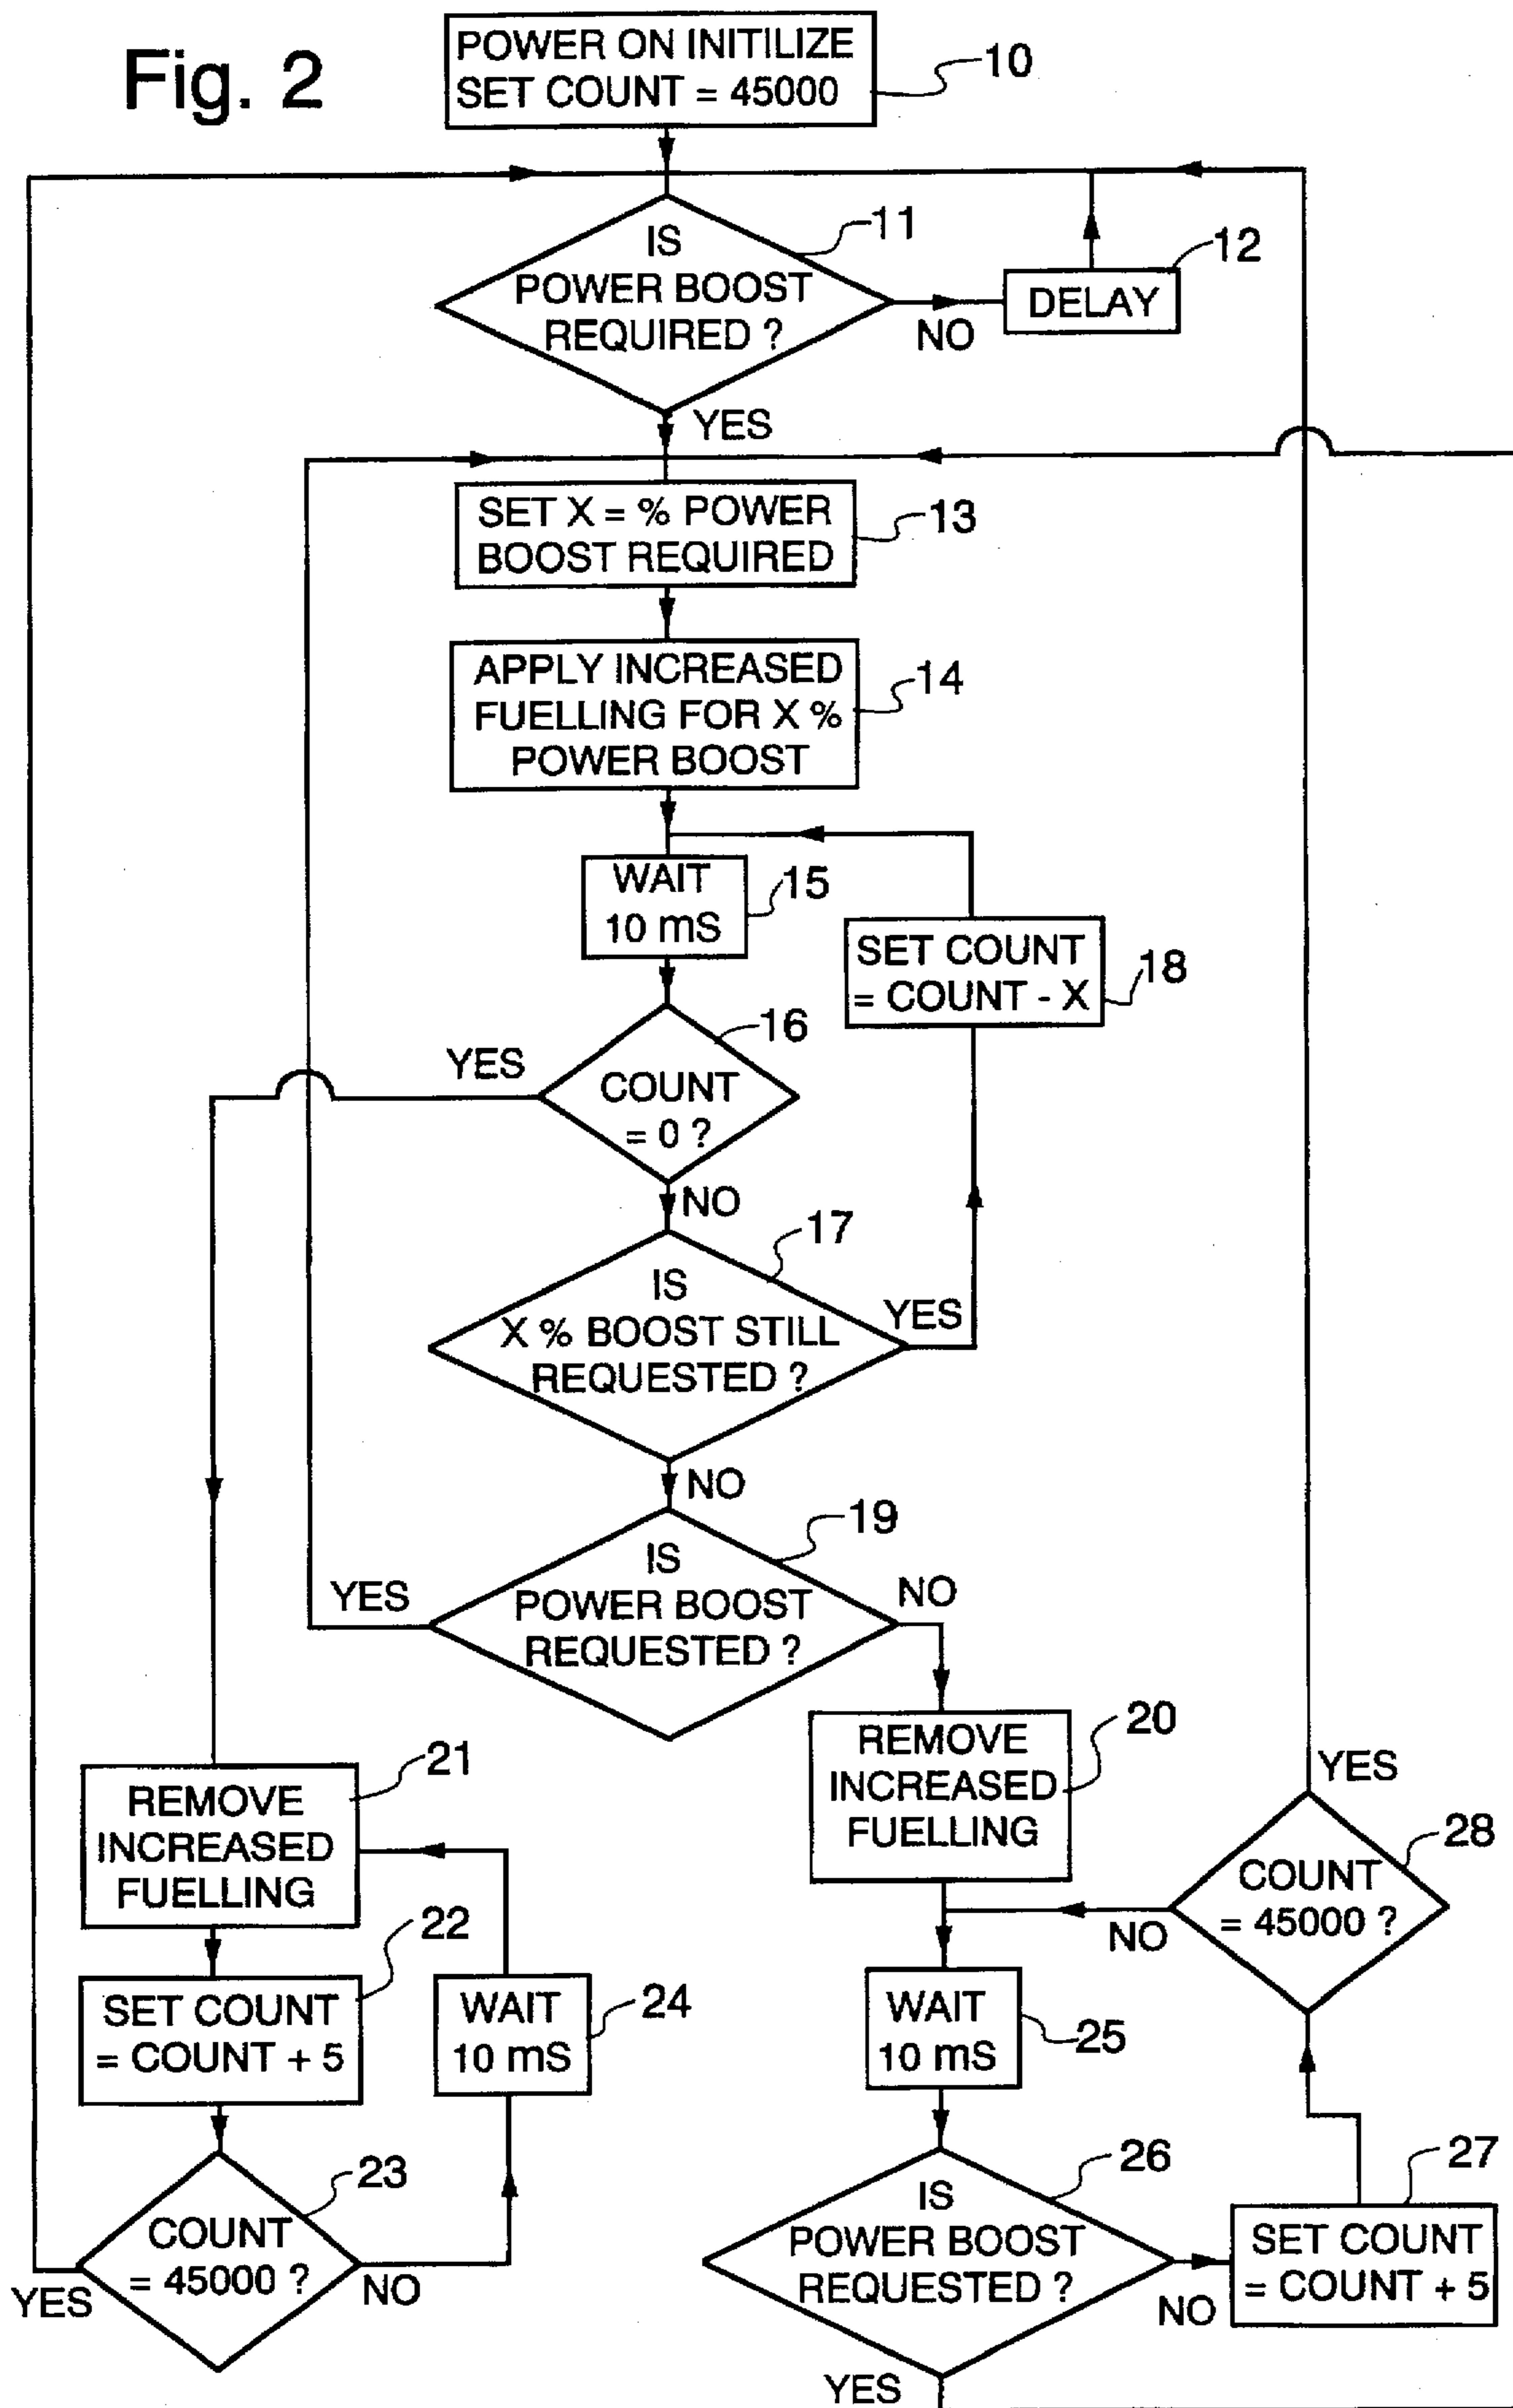 Fig. 2
POWER ON INITILIZE
SET COUNT = 45000
10
IS
POWER BOOST
REQUIRED ?
11
NO
DELAY
12
YES
SET X = % POWER
BOOST REQUIRED
13
APPLY INCREASED
FUELLING FOR X %
POWER BOOST
14
WAIT
10 mS
15
SET COUNT
= COUNT - X
18
COUNT
= 0 ?
16
YES
NO
IS
X % BOOST STILL
REQUESTED ?
17
YES
NO
IS
POWER BOOST
REQUESTED ?
19
YES
NO
REMOVE
INCREASED
FUELLING
20
REMOVE
INCREASED
FUELLING
21
YES
COUNT
= 45000 ?
28
NO
SET COUNT
= COUNT + 5
22
WAIT
10 mS
24
WAIT
10 mS
25
COUNT
= 45000 ?
23
YES
NO
IS
POWER BOOST
REQUESTED ?
26
NO
SET COUNT
= COUNT + 5
27
YES